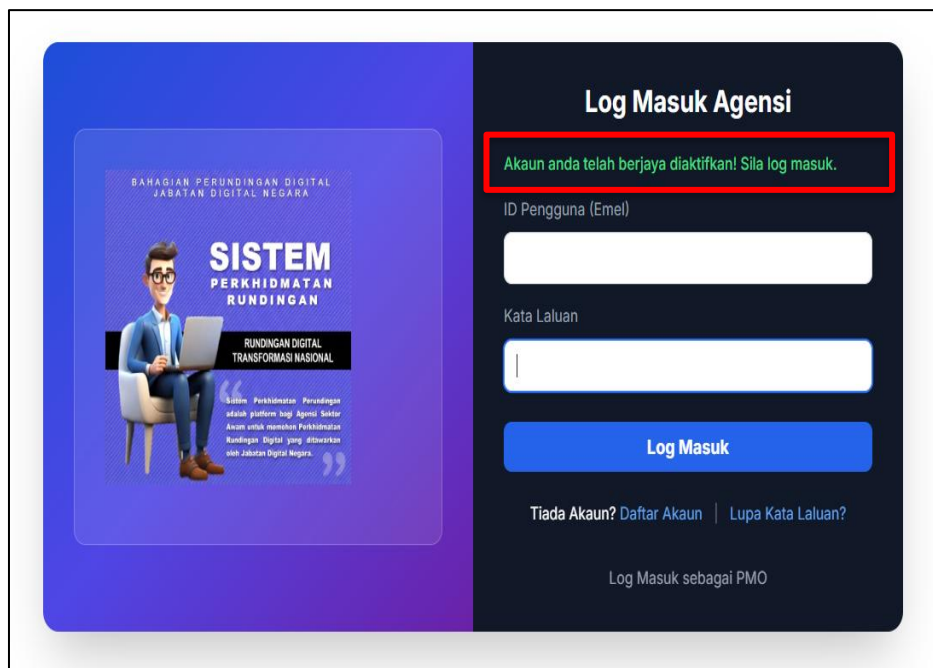 BAHAGIAN PERUNDINGAN DIGITAL
JABATAN DIGITAL NEGARA
SISTEM
PERKHIDMATAN
RUNDINGAN
RUNDINGAN DIGITAL
TRANSFORMASI NASIONAL
“
Sistem Perkhidmatan Perundingan
adalah platform bagi Agensi Sektor
Awam untuk memohon Perkhidmatan
Rundingan Digital yang ditawarkan
oleh Jabatan Digital Negara.
”
Log Masuk Agensi
Akaun anda telah berjaya diaktifkan! Sila log masuk.
ID Pengguna (Emel)
Kata Laluan
Log Masuk
Tiada Akaun? Daftar Akaun | Lupa Kata Laluan?
Log Masuk sebagai PMO